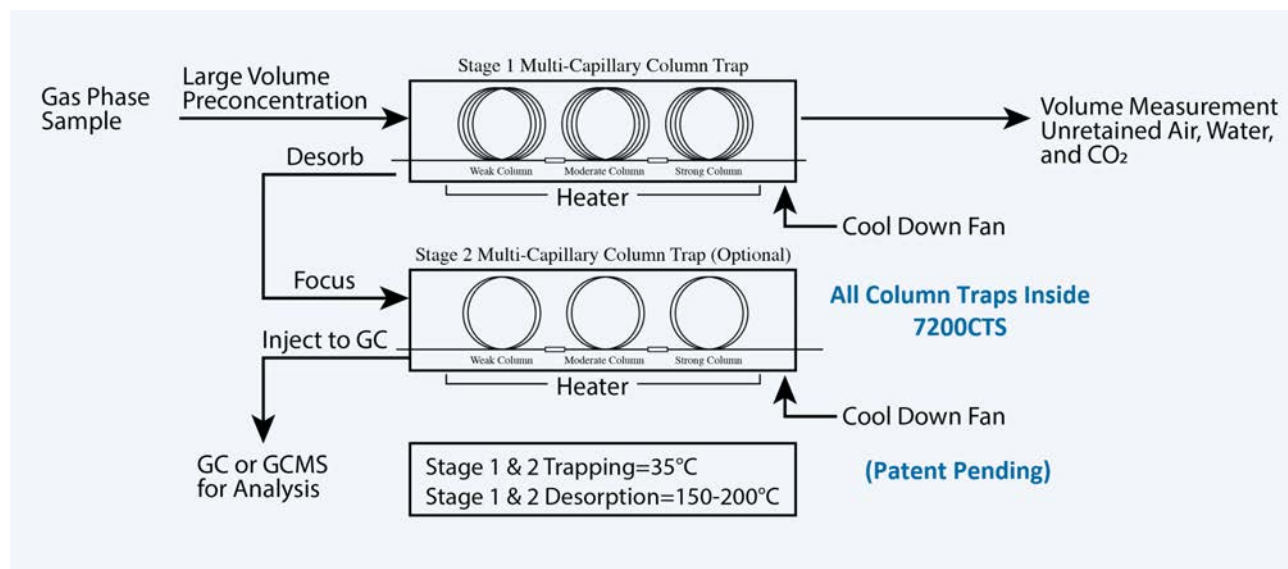 Stage 1 Multi-Capillary Column Trap
Large Volume
Preconcentration
Gas Phase
Sample
Volume Measurement
Unretained Air, Water,
and CO₂
Desorb
Weak Column
Moderate Column
Strong Column
Heater
Cool Down Fan
Stage 2 Multi-Capillary Column Trap (Optional)
Focus
All Column Traps Inside
7200CTS
Inject to GC
Weak Column
Moderate Column
Strong Column
Heater
Cool Down Fan
GC or GCMS
for Analysis
Stage 1 & 2 Trapping=35°C
Stage 1 & 2 Desorption=150-200°C
(Patent Pending)